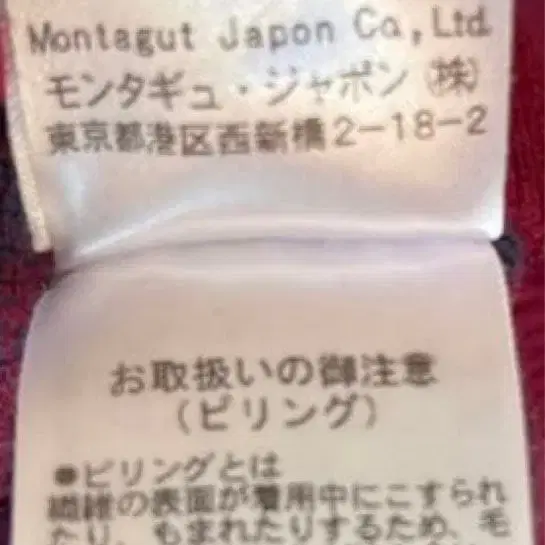 Montagut Japon Co,Ltd.
モンタギュ・ジャポン(株)
東京都港区西新橋2-18-2
お取扱いの御注意
(ピリング)
●ピリングとは
繊維の表面が着用中にこすられ
たり、もまれたりするため、毛